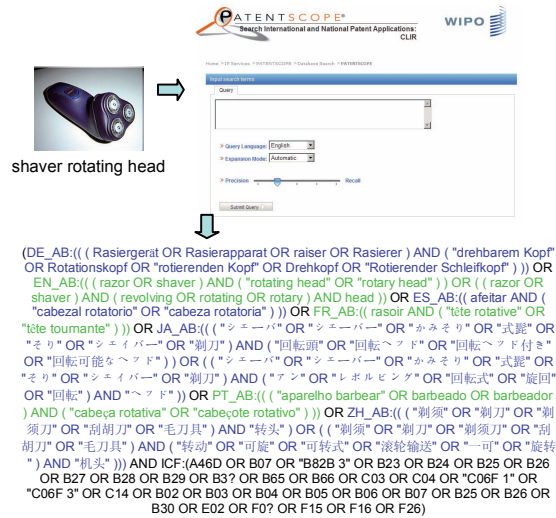 PATENTSCOPE®
Search International and National Patent Applications:
CLIR
WIPO
Home > IP Services > PATENTSCOPE > Database Search > PATENTSCOPE
Input search terms
Query
> Query Language: English
> Expansion Mode: Automatic
> Precision Recall
Submit Query
shaver rotating head
(DE_AB:(( ( Rasiergerät OR Rasierapparat OR raiser OR Rasierer ) AND ( "drehbarem Kopf"
OR Rotationskopf OR "rotierenden Kopf" OR Drehkopf OR "Rotierender Schleifkopf" ) )) OR
EN_AB:(( ( razor OR shaver ) AND ( "rotating head" OR "rotary head" ) ) OR ( ( razor OR
shaver ) AND ( revolving OR rotating OR rotary ) AND head )) OR ES_AB:(( afeitar AND (
"cabezal rotatorio" OR "cabeza rotatoria" ) )) OR FR_AB:(( rasoir AND ( "tête rotative" OR
"tête tournante" ) )) OR JA_AB:(( ( "シェーバ" OR "シェーバー" OR "かみそり" OR "式髭" OR
"そり" OR "シェイバー" OR "剃刀" ) AND ( "回転頭" OR "回転ヘッド" OR "回転ヘッド付き"
OR "回転可能なヘッド" ) ) OR ( ( "シェーバ" OR "シェーバー" OR "かみそり" OR "式髭" OR
"そり" OR "シェイバー" OR "剃刀" ) AND ( "アン" OR "レボルビング" OR "回転式" OR "旋回"
OR "回転" ) AND "ヘッド" )) OR PT_AB:(( ( "aparelho barbear" OR barbeado OR barbeador
) AND ( "cabeça rotativa" OR "cabeçote rotativo" ) )) OR ZH_AB:(( ( "剃须" OR "剃刀" OR "剃
须刀" OR "刮胡刀" OR "毛刀具" ) AND "转头" ) OR ( ( "剃须" OR "剃刀" OR "剃须刀" OR "刮
胡刀" OR "毛刀具" ) AND ( "转动" OR "可旋" OR "可转式" OR "滚轮输送" OR "一可" OR "旋转
" ) AND "机头" ))) AND ICF:(A46D OR B07 OR "B82B 3" OR B23 OR B24 OR B25 OR B26
OR B27 OR B28 OR B29 OR B3? OR B65 OR B66 OR C03 OR C04 OR "C06F 1" OR
"C06F 3" OR C14 OR B02 OR B03 OR B04 OR B05 OR B06 OR B07 OR B25 OR B26 OR
B30 OR E02 OR F0? OR F15 OR F16 OR F26)